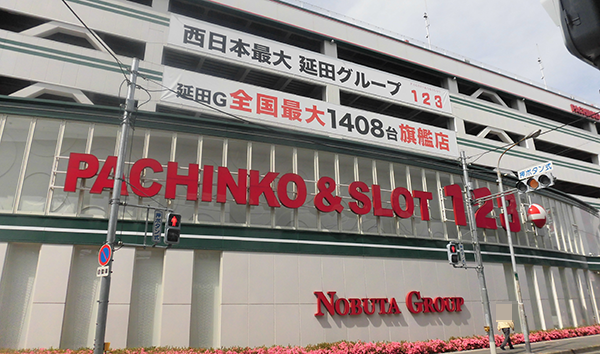 西日本最大 延田グループ 123
延田G全国最大1408台旗艦店
PACHINKO & SLOT 123
押ボタン式
NOBUTA GROUP